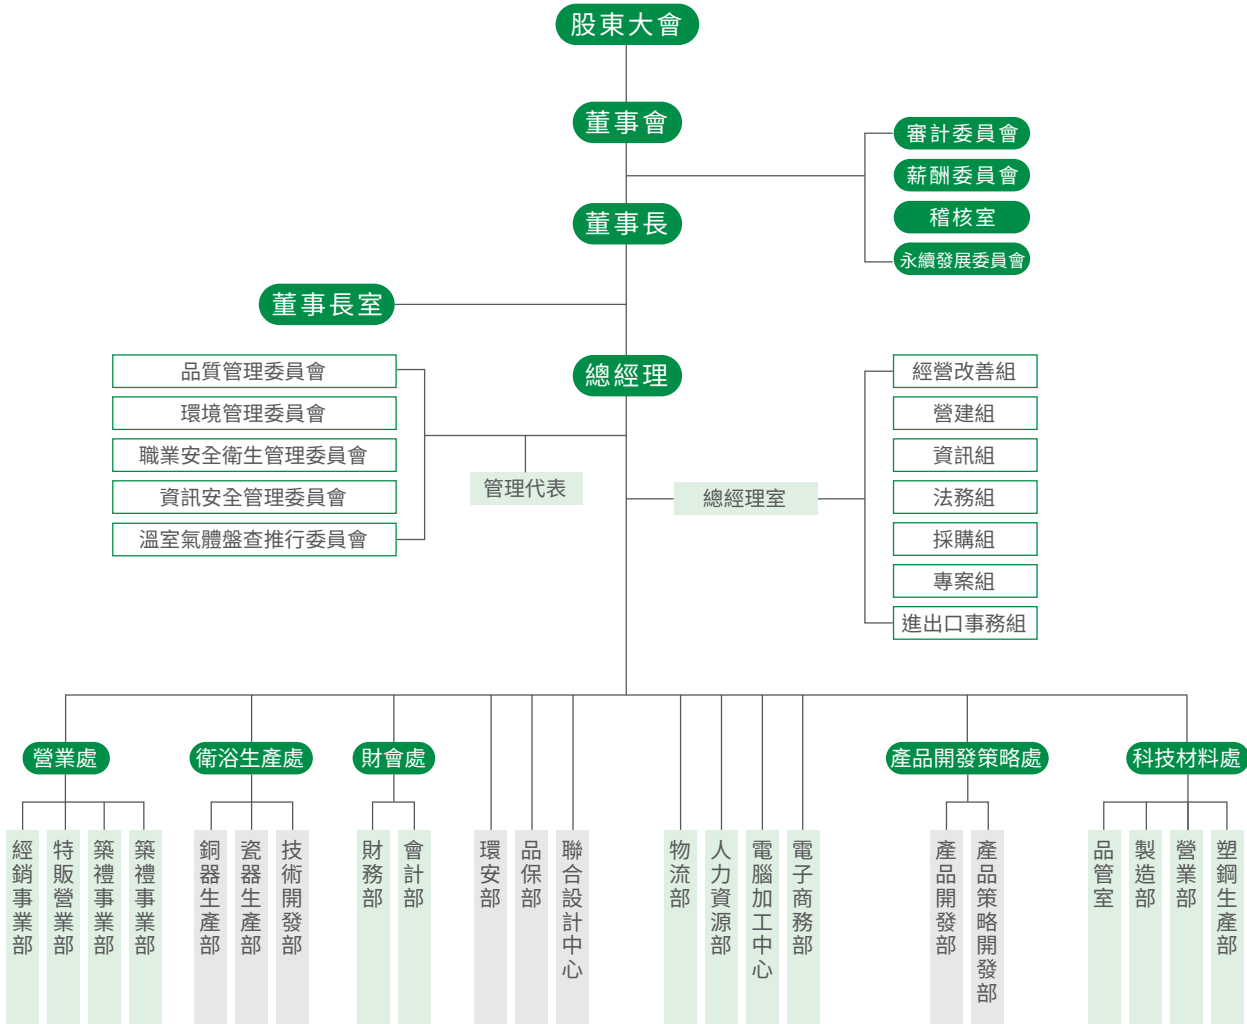 股東大會
董事會
審計委員會
薪酬委員會
稽核室
永續發展委員會
董事長
董事長室
總經理
品質管理委員會
環境管理委員會
職業安全衛生管理委員會
資訊安全管理委員會
溫室氣體盤查推行委員會
管理代表
總經理室
經營改善組
營建組
資訊組
法務組
採購組
專案組
進出口事務組
營業處
衛浴生產處
財會處
產品開發策略處
科技材料處
經銷事業部
特販營業部
築禮事業部
築禮事業部
銅器生產部
瓷器生產部
技術開發部
財務部
會計部
環安部
品保部
聯合設計中心
物流部
人力資源部
電腦加工中心
電子商務部
產品開發部
產品策略開發部
品管室
製造部
營業部
塑鋼生產部